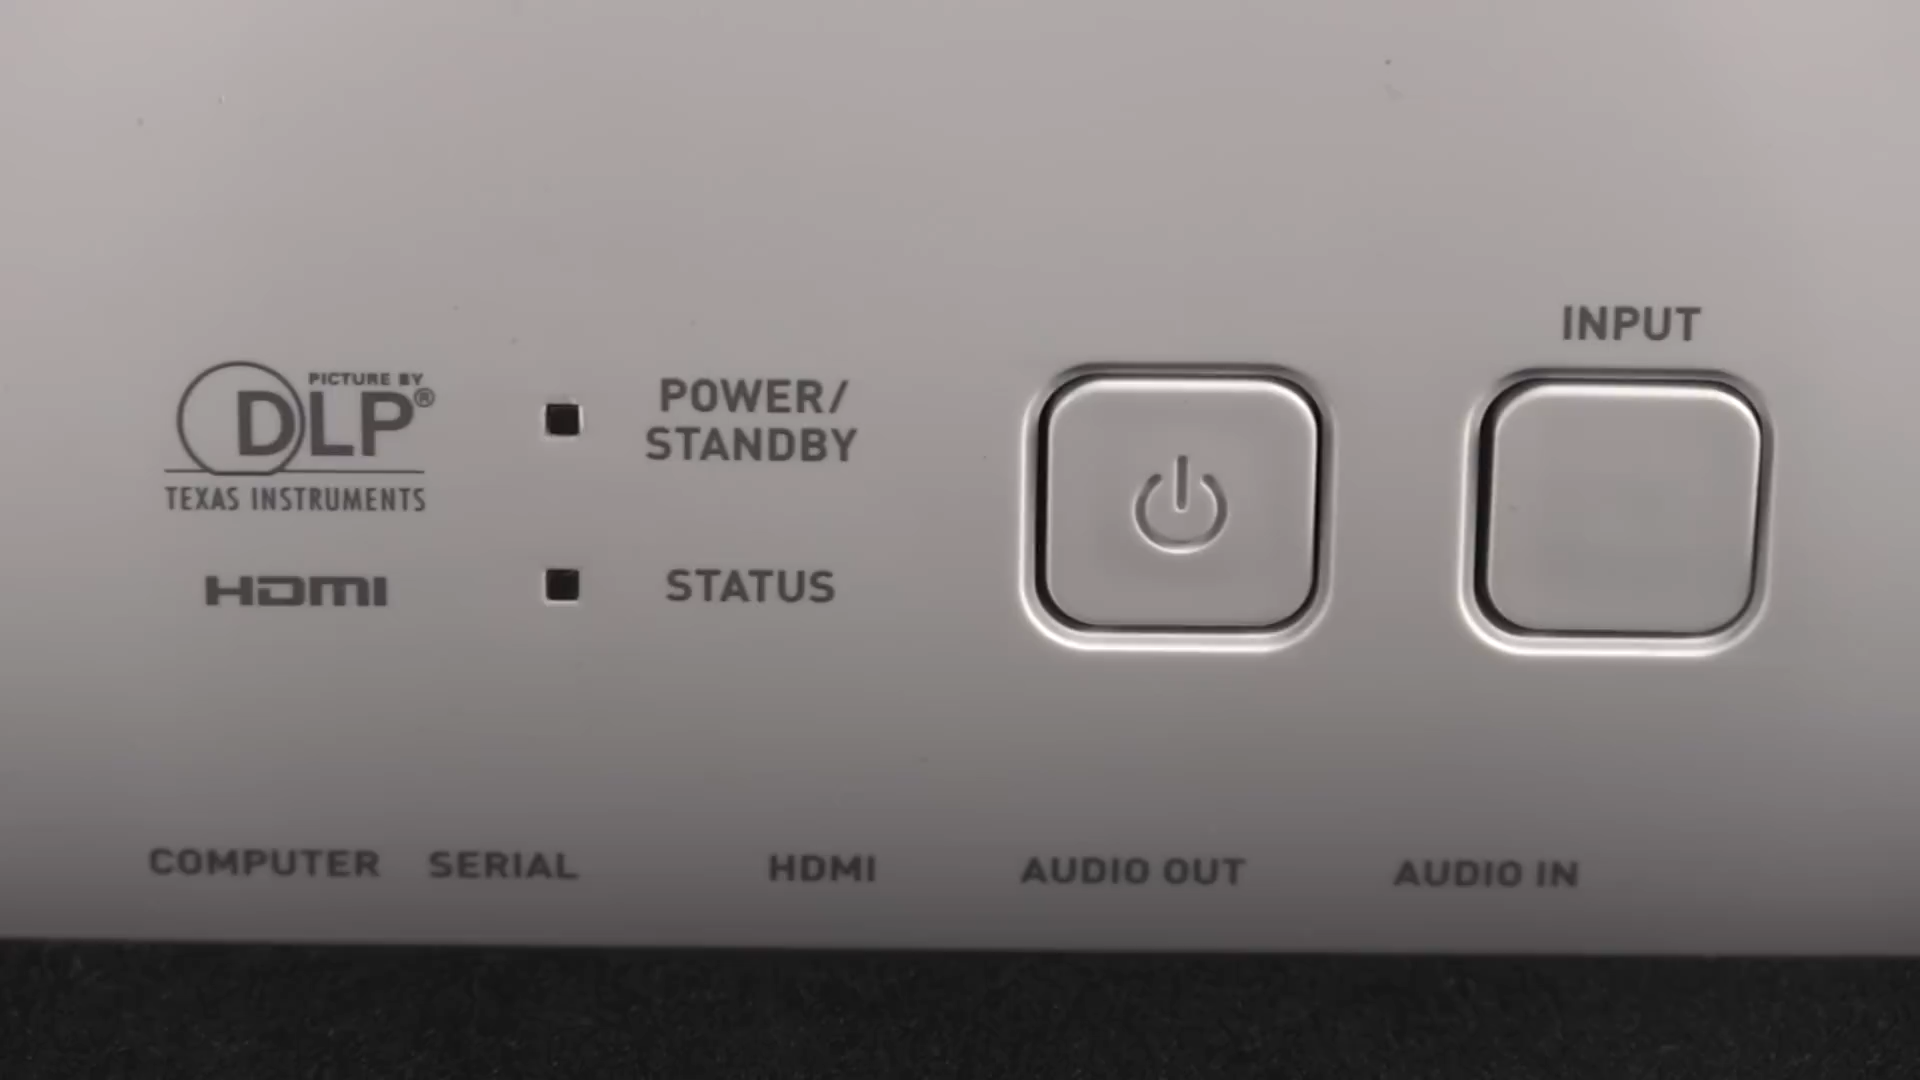 INPUT
PICTURE BY
DLP®
TEXAS INSTRUMENTS
POWER/
STANDBY
HDMI
STATUS
COMPUTER SERIAL HDMI AUDIO OUT AUDIO IN